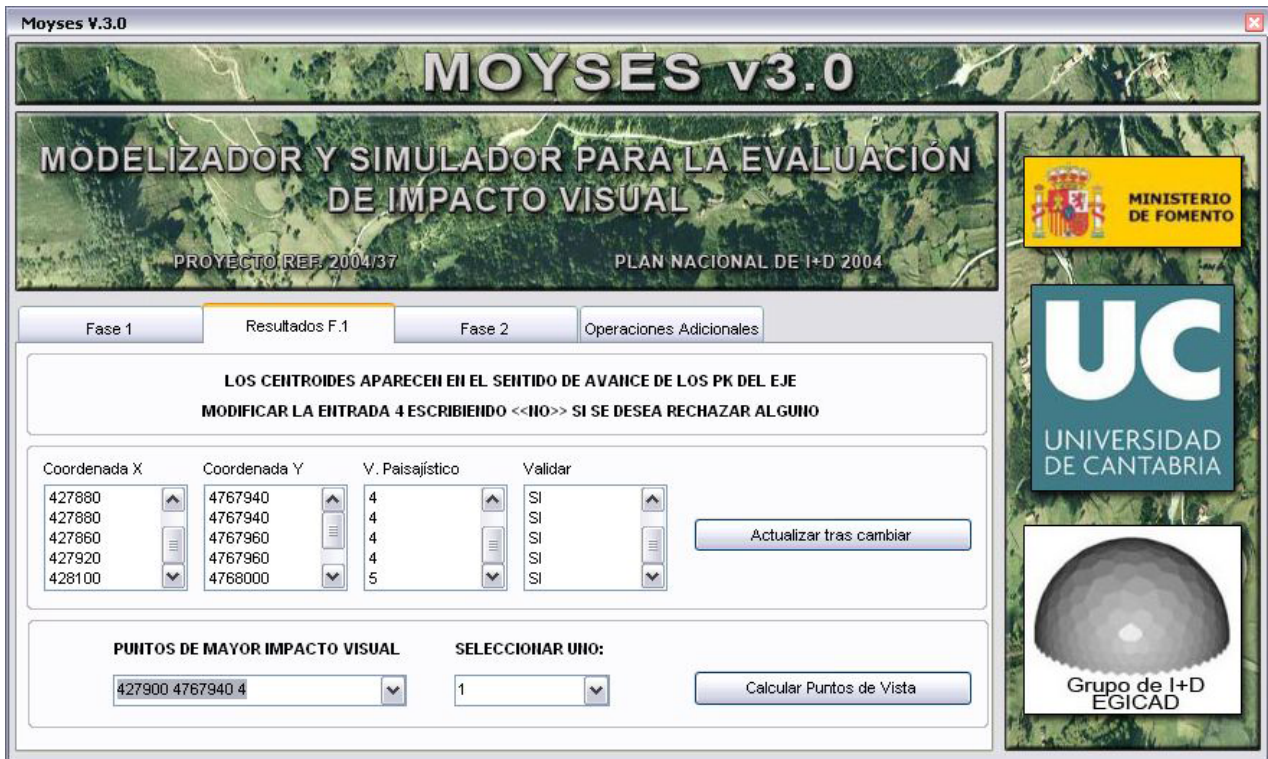 Moyses V.3.0
MOYSES v3.0
MODELIZADOR Y SIMULADOR PARA LA EVALUACIÓN
DE IMPACTO VISUAL
PROYECTO REF. 2004/37
PLAN NACIONAL DE I+D 2004
MINISTERIO
DE FOMENTO
UC
UNIVERSIDAD
DE CANTABRIA
Grupo de I+D
EGICAD
Fase 1
Resultados F.1
Fase 2
Operaciones Adicionales
LOS CENTROIDES APARECEN EN EL SENTIDO DE AVANCE DE LOS PK DEL EJE
MODIFICAR LA ENTRADA 4 ESCRIBIENDO <<NO>> SI SE DESEA RECHAZAR ALGUNO
Coordenada X
427880
427880
427860
427920
428100
Coordenada Y
4767940
4767940
4767960
4767960
4768000
V. Paisajístico
4
4
4
4
5
Validar
SI
SI
SI
SI
SI
Actualizar tras cambiar
PUNTOS DE MAYOR IMPACTO VISUAL
427900 4767940 4
SELECCIONAR UNO:
1
Calcular Puntos de Vista